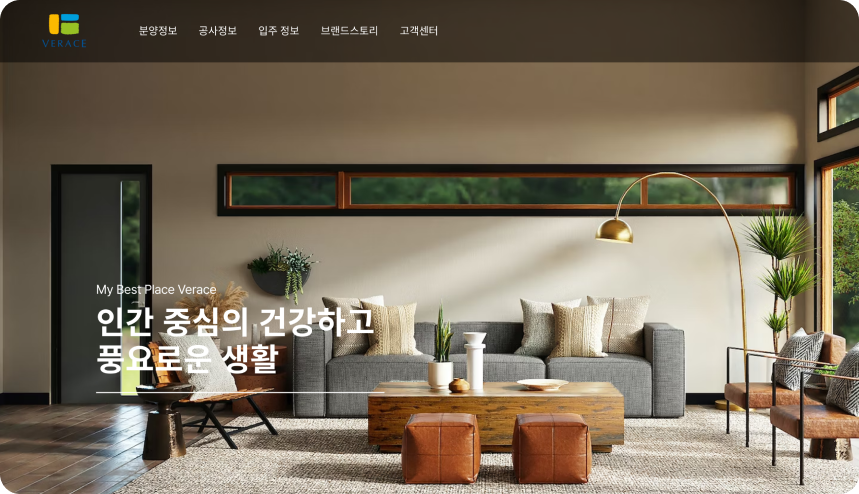 VERACE
분양정보 공사정보 입주 정보 브랜드스토리 고객센터
My Best Place Verace
인간 중심의 건강하고
풍요로운 생활